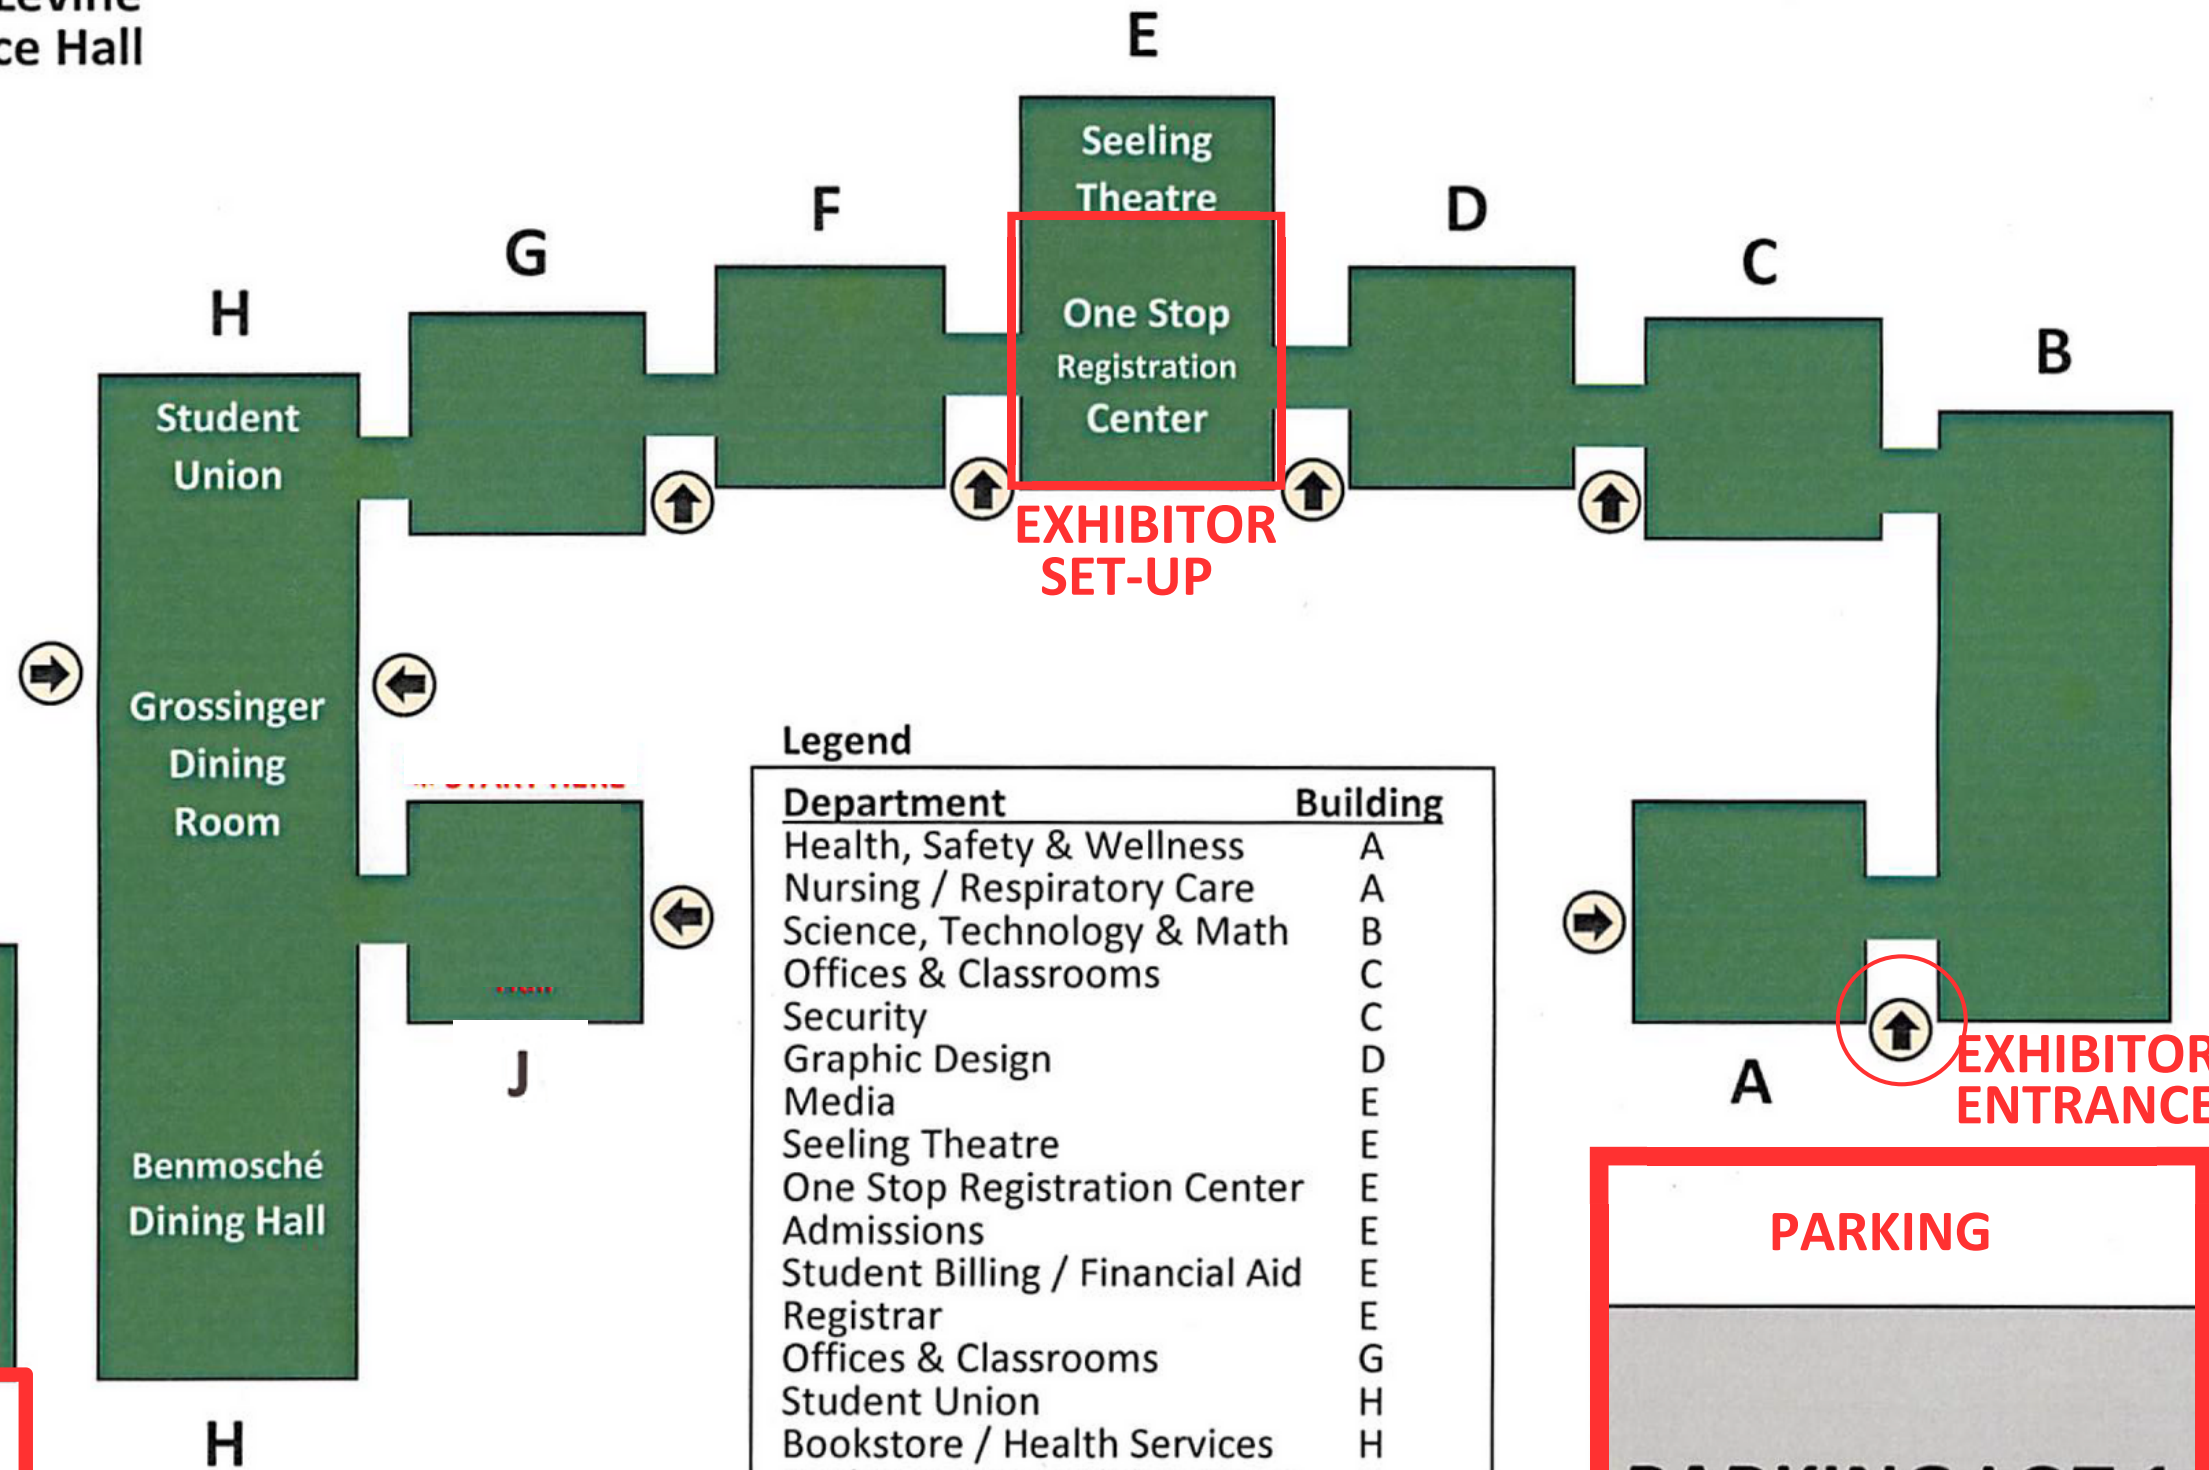 ce Hall
E
Seeling
Theatre
F
D
G
C
H
One Stop
Registration
Center
B
Student
Union
EXHIBITOR
SET-UP
Grossinger
Dining
Room
J
Benmosché
Dining Hall
H
Legend
Department Building
Health, Safety & Wellness A
Nursing / Respiratory Care A
Science, Technology & Math B
Offices & Classrooms C
Security C
Graphic Design D
Media E
Seeling Theatre E
One Stop Registration Center E
Admissions E
Student Billing / Financial Aid E
Registrar E
Offices & Classrooms G
Student Union H
Bookstore / Health Services H
A
EXHIBITOR
ENTRANCE
PARKING